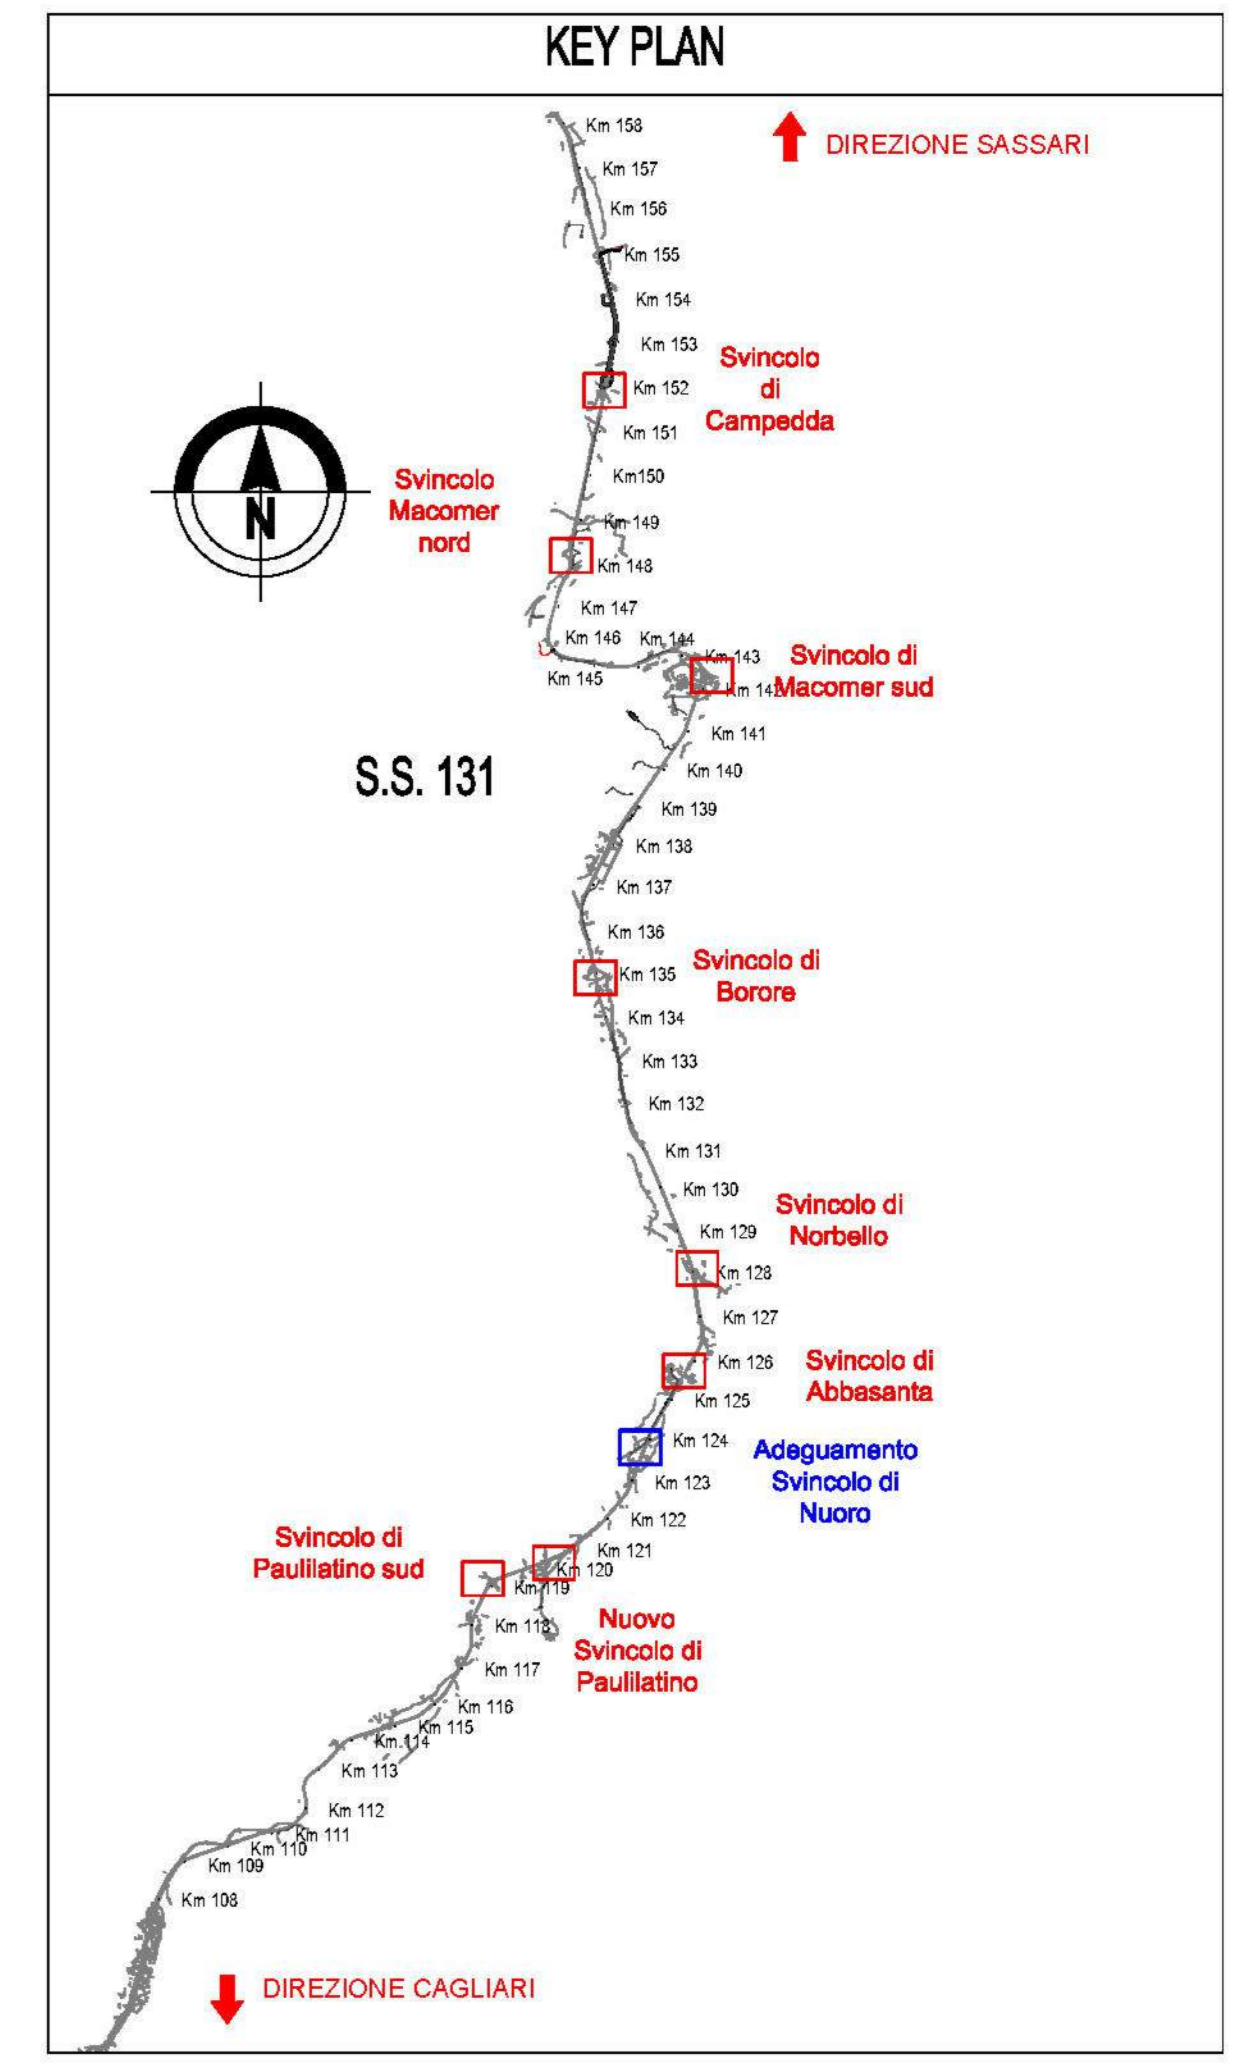 KEY PLAN
Km 158
DIREZIONE SASSARI
Km 157
Km 156
Km 155
Km 154
Km 153
Svincolo
di
Campedda
Km 152
Km 151
Km150
Svincolo
Macomer
nord
N
Km 149
Km 148
Km 147
Km 146
Km 145
Km 144
Km 143
Svincolo di
Macomer sud
Km 142
Km 141
S.S. 131
Km 140
Km 139
Km 138
Km 137
Km 136
Km 135
Svincolo di
Borore
Km 134
Km 133
Km 132
Km 131
Km 130
Km 129
Svincolo di
Norbello
Km 128
Km 127
Km 126
Svincolo di
Abbasanta
Km 125
Km 124
Adeguamento
Svincolo di
Nuoro
Km 123
Km 122
Km 121
Km 120
Svincolo di
Paulilatino sud
Km 119
Km 118
Nuovo
Svincolo di
Paulilatino
Km 117
Km 116
Km 115
Km 114
Km 113
Km 112
Km 111
Km 110
Km 109
Km 108
DIREZIONE CAGLIARI